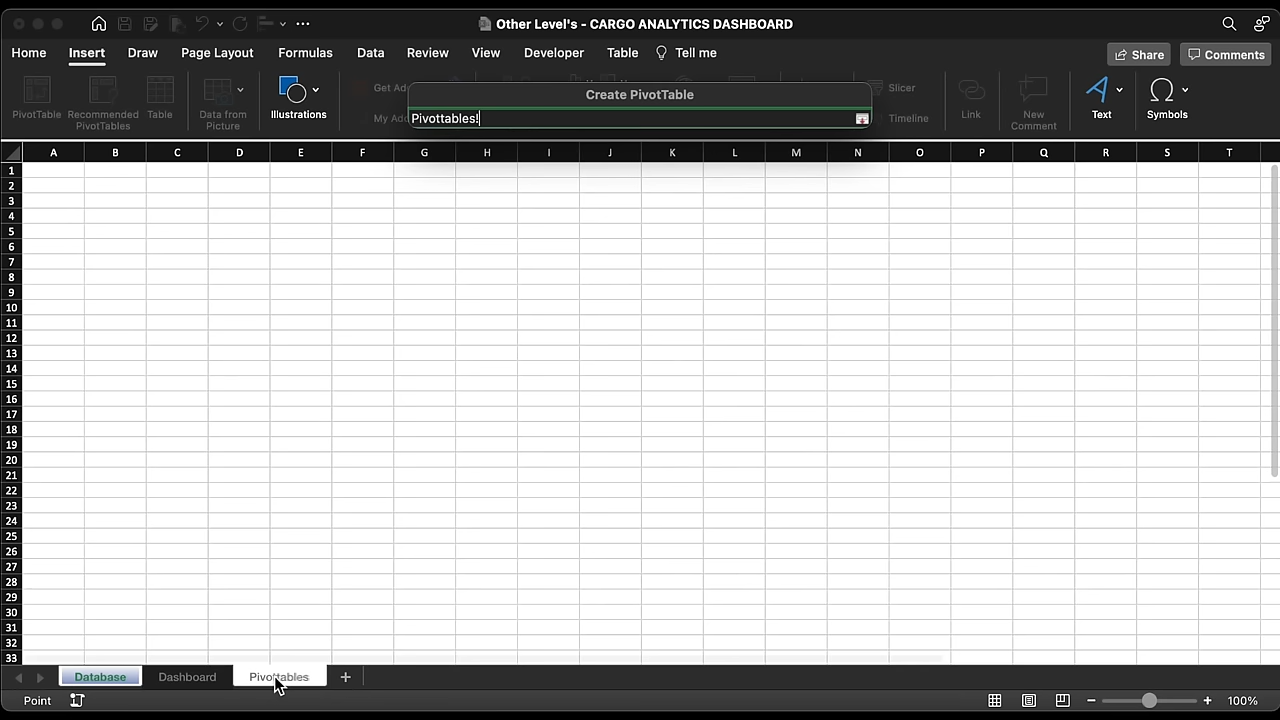 Other Level's - CARGO ANALYTICS DASHBOARD
Home Insert Draw Page Layout Formulas Data Review View Developer Table Tell me Share Comments
PivotTable
Recommended
PivotTables
Table
Data from
Picture
Illustrations
Get Ad
My Ad
Create PivotTable
Pivottables!
Slicer
Timeline
Link
New
Comment
Text
Symbols
A B C D E F G H I J K L M N O P Q R S T
1
2
3
4
5
6
7
8
9
10
11
12
13
14
15
16
17
18
19
20
21
22
23
24
25
26
27
28
29
30
31
32
33
Database Dashboard Pivottables
Point 100%